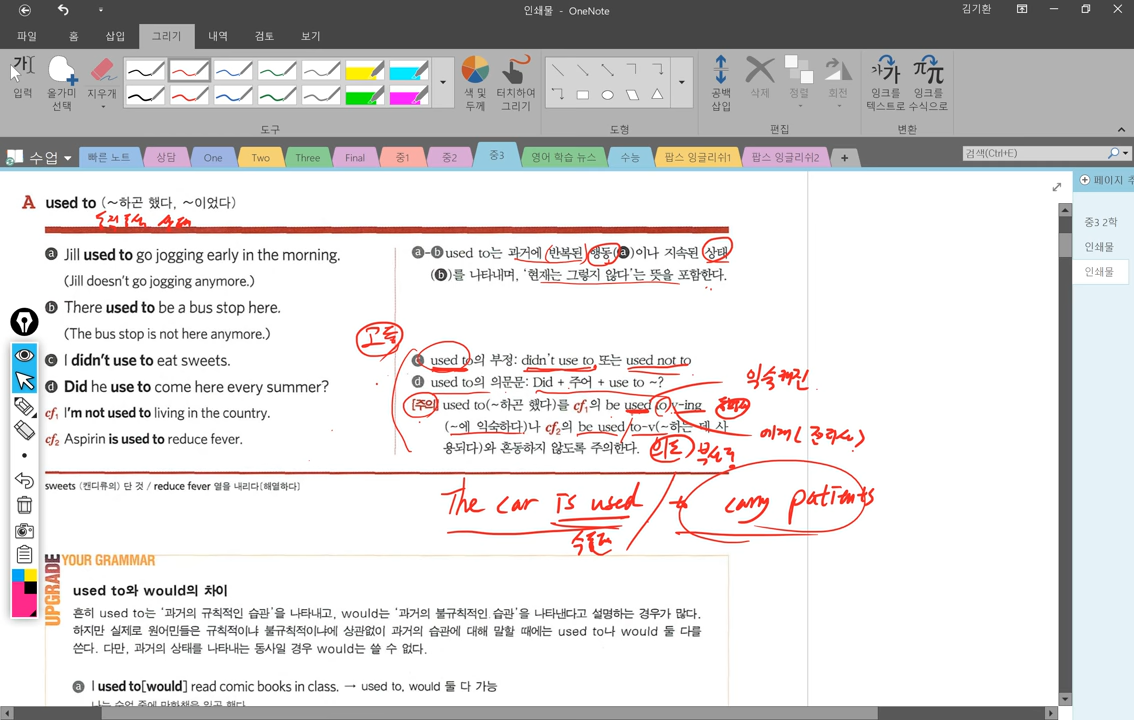 인쇄물 - OneNote
김기환
파일 홈 삽입 그리기 내역 검토 보기
입력
올가미 선택
지우개
색 및 두께
터치하여 그리기
공백 삽입
삭제
정렬
회전
잉크를 텍스트로
잉크를 수식으로
도구 도형 편집 변환
수업 빠른 노트 상담 One Two Three Final 중1 중2 중3 영어 학습 뉴스 수능 팝스 잉글리쉬1 팝스 잉글리쉬2 +
검색(Ctrl+E)
페이지 추
중3 2학
인쇄물
인쇄물
A used to (~하곤 했다, ~이었다)
ⓐ Jill used to go jogging early in the morning.
(Jill doesn't go jogging anymore.)
ⓑ There used to be a bus stop here.
(The bus stop is not here anymore.)
ⓒ I didn't use to eat sweets.
ⓓ Did he use to come here every summer?
cf₁ I'm not used to living in the country.
cf₂ Aspirin is used to reduce fever.
ⓐ-ⓑ used to는 과거에 반복된 행동(ⓐ)이나 지속된 상태
(ⓑ)를 나타내며, '현재는 그렇지 않다'는 뜻을 포함한다.
ⓒ used to의 부정: didn't use to 또는 used not to
ⓓ used to의 의문문: Did + 주어 + use to ~?
[주의] used to(~하곤 했다)를 cf₁의 be used to v-ing
(~에 익숙하다)나 cf₂의 be used to-v(~하는 데 사
용되다)와 혼동하지 않도록 주의한다.
익숙해진
에게(전치사)
The car is used / to carry patients
수동태
sweets (캔디류의) 단 것 / reduce fever 열을 내리다[해열하다]
UPGRADE YOUR GRAMMAR
used to와 would의 차이
흔히 used to는 '과거의 규칙적인 습관'을 나타내고, would는 '과거의 불규칙적인 습관'을 나타낸다고 설명하는 경우가 많다.
하지만 실제로 원어민들은 규칙적이냐 불규칙적이냐에 상관없이 과거의 습관에 대해 말할 때에는 used to나 would 둘 다를
쓴다. 다만, 과거의 상태를 나타내는 동사일 경우 would는 쓸 수 없다.
ⓐ I used to[would] read comic books in class. → used to, would 둘 다 가능
나는 수업 중에 만화책을 읽곤 했다.